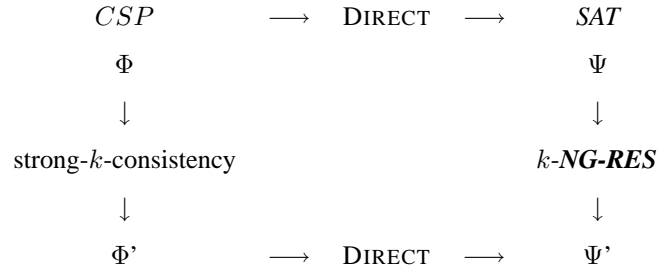 CSP ⟶ DIRECT ⟶ SAT
Φ Ψ
↓ ↓
strong-k-consistency k-NG-RES
↓ ↓
Φ' ⟶ DIRECT ⟶ Ψ'